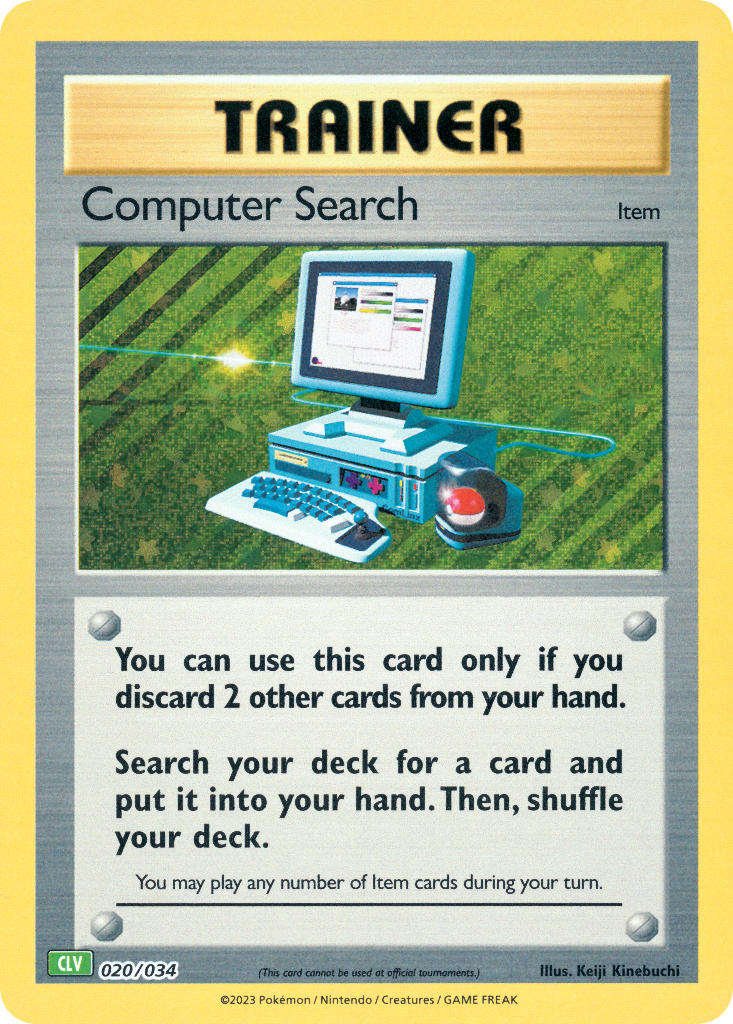 TRAINER
Computer Search
Item
You can use this card only if you
discard 2 other cards from your hand.
Search your deck for a card and
put it into your hand. Then, shuffle
your deck.
You may play any number of Item cards during your turn.
CLV
020/034
(This card cannot be used at official tournaments.)
Illus. Keiji Kinebuchi
©2023 Pokémon / Nintendo / Creatures / GAME FREAK